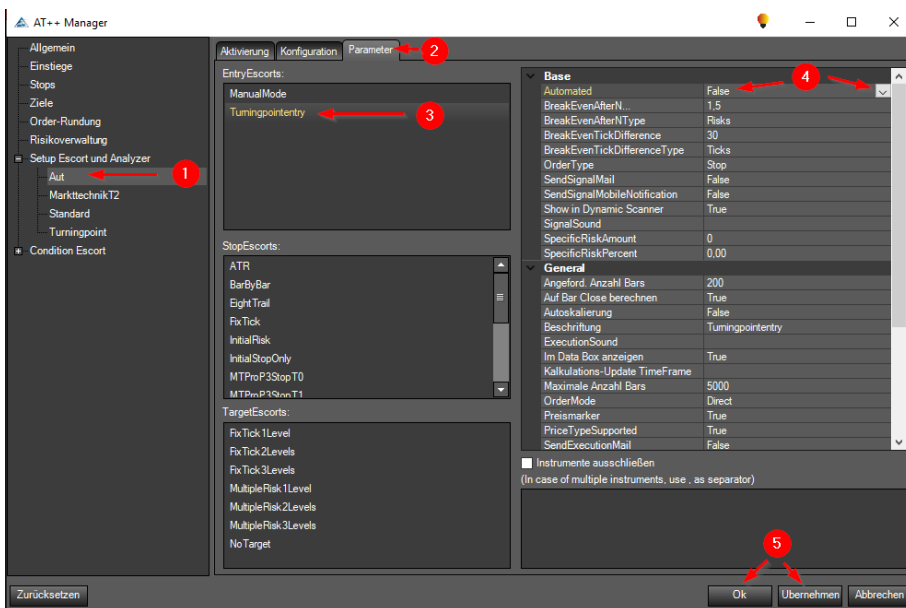 AT++ Manager
Allgemein
Einstiege
Stops
Ziele
Order-Rundung
Risikoverwaltung
Setup Escort und Analyzer
Aut
1
MarkttechnikT2
Standard
Turningpoint
Condition Escort
Aktivierung Konfiguration Parameter 2
EntryEscorts:
ManualMode
Turningpointentry 3
StopEscorts:
ATR
BarByBar
EightTrail
FixTick
InitialRisk
InitialStopOnly
MTProP3StopT0
MTProP3StopT1
TargetEscorts:
FixTick1Level
FixTick2Levels
FixTick3Levels
MultipleRisk1Level
MultipleRisk2Levels
MultipleRisk3Levels
NoTarget
Base 4
Automated False
BreakEvenAfterN... 1,5
BreakEvenAfterNType Risks
BreakEvenTickDifference 30
BreakEvenTickDifferenceType Ticks
OrderType Stop
SendSignalMail False
SendSignalMobileNotification False
Show in Dynamic Scanner True
SignalSound
SpecificRiskAmount 0
SpecificRiskPercent 0,00
General
Angeford. Anzahl Bars 200
Auf Bar Close berechnen True
Autoskalierung False
Beschriftung Turningpointentry
ExecutionSound
Im Data Box anzeigen True
Kalkulations-Update TimeFrame
Maximale Anzahl Bars 5000
OrderMode Direct
Preismarker True
PriceTypeSupported True
SendExecutionMail False
Instrumente ausschließen
(In case of multiple instruments, use , as separator)
5
Zurücksetzen Ok Übernehmen Abbrechen